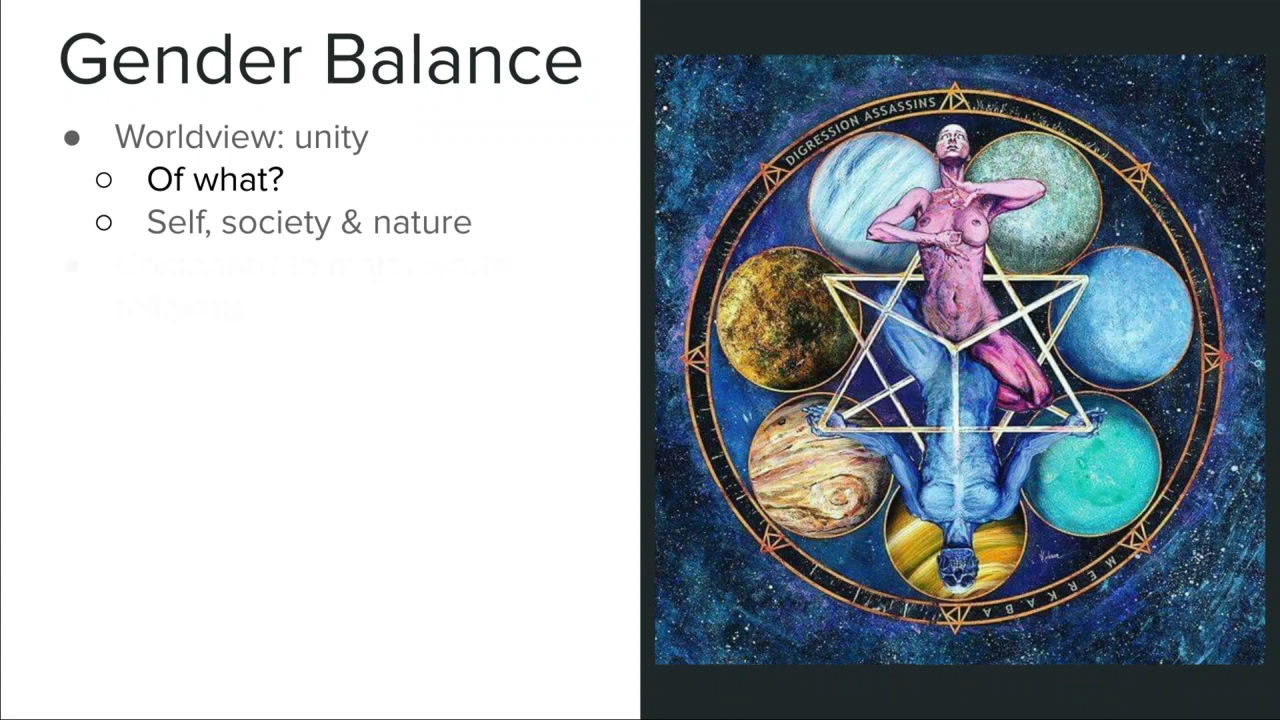 Gender Balance
● Worldview: unity
○ Of what?
○ Self, society & nature
DIGRESSION ASSASSINS
MERKABA